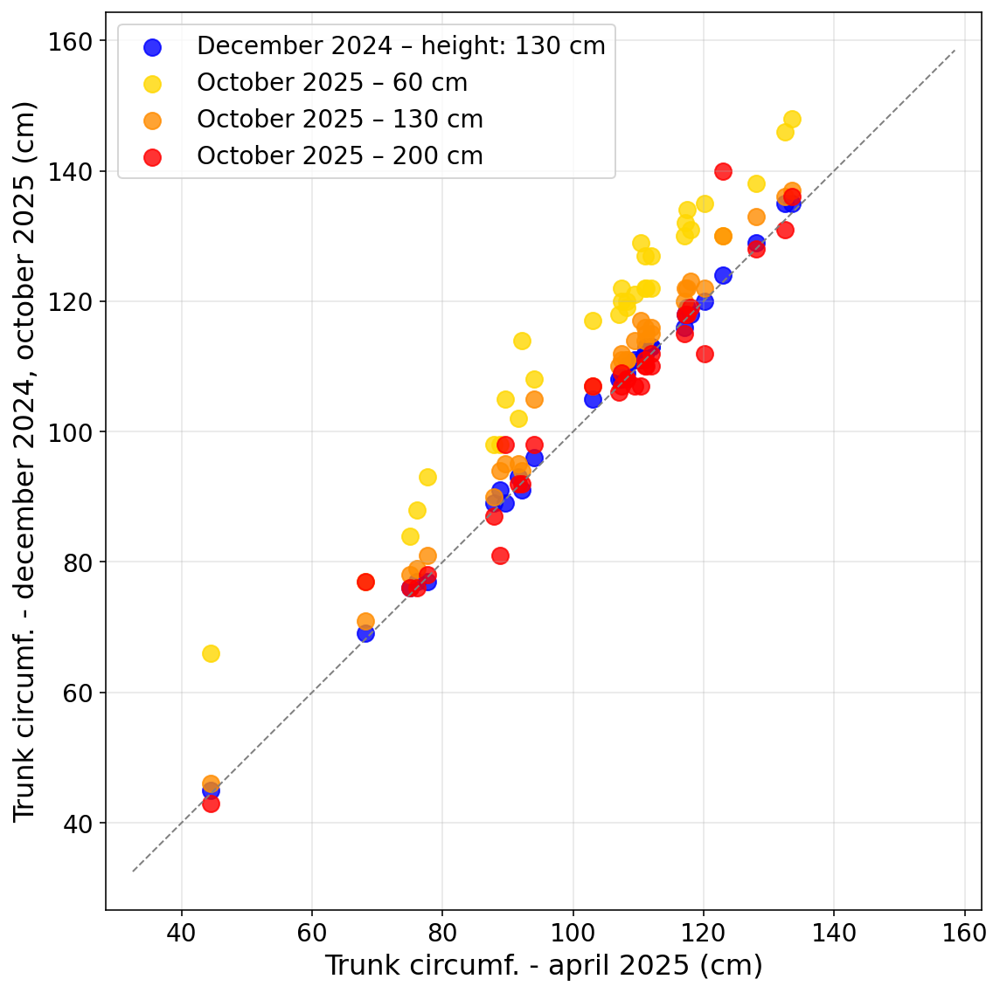 December 2024 – height: 130 cm
October 2025 – 60 cm
October 2025 – 130 cm
October 2025 – 200 cm
Trunk circumf. - december 2024, october 2025 (cm)
160
140
120
100
80
60
40
40 60 80 100 120 140 160
Trunk circumf. - april 2025 (cm)